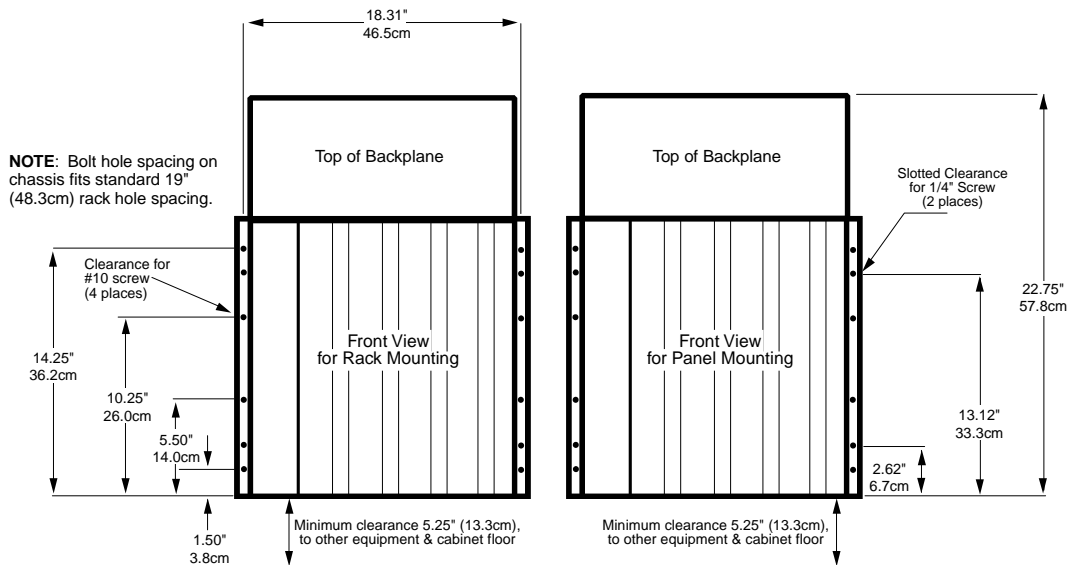 18.31"
46.5cm
Top of Backplane
Top of Backplane
NOTE: Bolt hole spacing on
chassis fits standard 19"
(48.3cm) rack hole spacing.
Slotted Clearance
for 1/4" Screw
(2 places)
Clearance for
#10 screw
(4 places)
22.75"
57.8cm
Front View
for Rack Mounting
Front View
for Panel Mounting
14.25"
36.2cm
10.25"
26.0cm
5.50"
14.0cm
13.12"
33.3cm
2.62"
6.7cm
1.50"
3.8cm
Minimum clearance 5.25" (13.3cm),
to other equipment & cabinet floor
Minimum clearance 5.25" (13.3cm),
to other equipment & cabinet floor